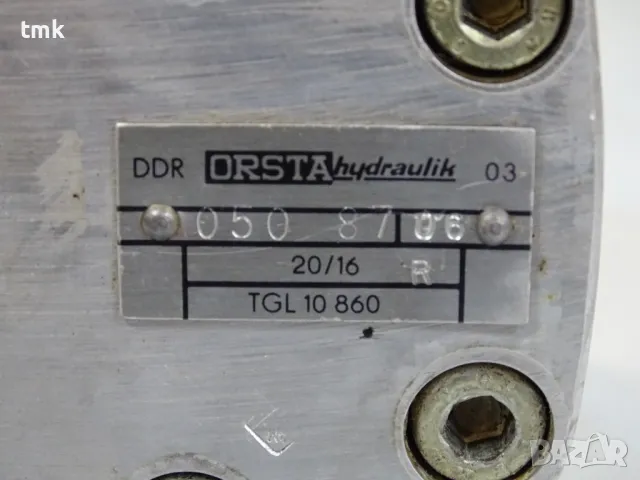 tmk
DDR ORSTA hydraulik 03
050 87 06
20/16 R
TGL 10 860
BAZAR